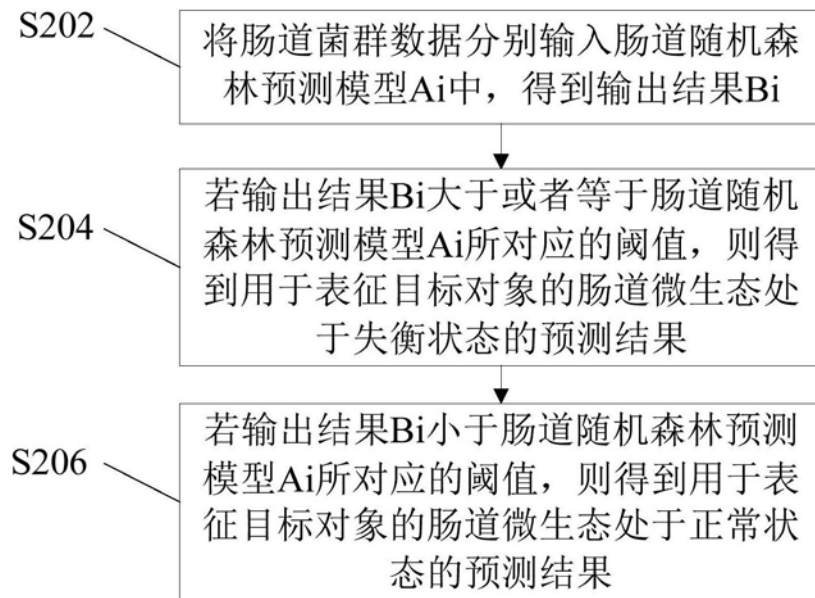 S202
将肠道菌群数据分别输入肠道随机森
林预测模型Ai中，得到输出结果Bi
S204
若输出结果Bi大于或者等于肠道随机
森林预测模型Ai所对应的阈值，则得
到用于表征目标对象的肠道微生态处
于失衡状态的预测结果
S206
若输出结果Bi小于肠道随机森林预测
模型Ai所对应的阈值，则得到用于表
征目标对象的肠道微生态处于正常状
态的预测结果